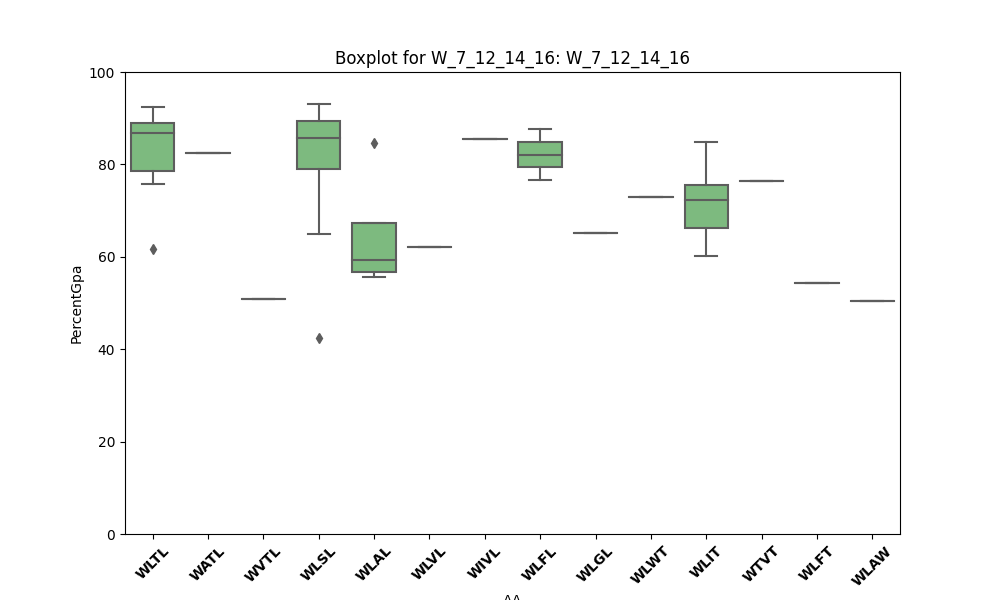 Boxplot for W_7_12_14_16: W_7_12_14_16
100
80
60
40
20
0
PercentGpa
WLTL
WATL
WVTL
WLSL
WLAL
WLVL
WIVL
WLFL
WLGL
WLWT
WLIT
WTVT
WLFT
WLAW
AA